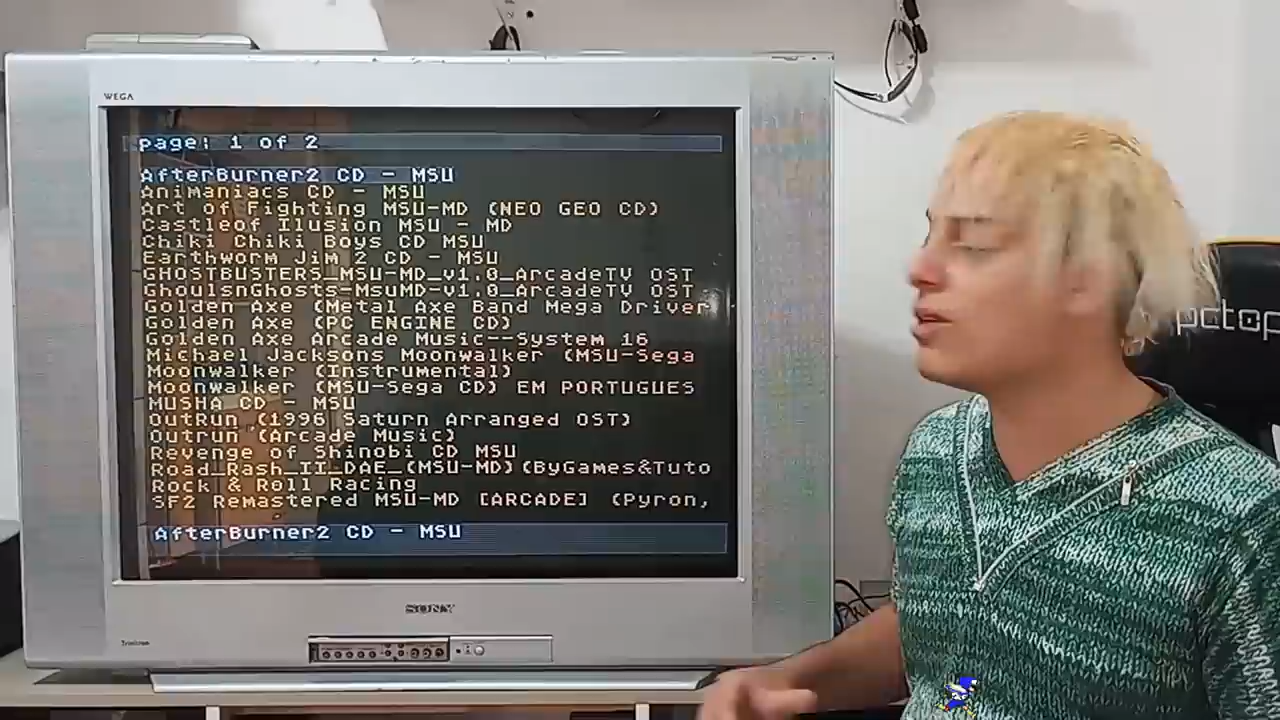 WEGA
page: 1 of 2
AfterBurner2 CD - MSU
Animaniacs CD - MSU
Art of Fighting MSU-MD (NEO GEO CD)
Castleof Ilusion MSU - MD
Chiki Chiki Boys CD MSU
Earthworm Jim 2 CD - MSU
GHOSTBUSTERS_MSU-MD_v1.0_ArcadeTV OST
GhoulsnGhosts-MsuMD-v1.0_ArcadeTV OST
Golden Axe (Metal Axe Band Mega Driver
Golden Axe (PC ENGINE CD)
Golden Axe Arcade Music--System 16
Michael Jacksons Moonwalker (MSU-Sega
Moonwalker (Instrumental)
Moonwalker (MSU-Sega CD) EM PORTUGUES
MUSHA CD - MSU
OutRun (1996 Saturn Arranged OST)
Outrun (Arcade Music)
Revenge of Shinobi CD MSU
Road_Rash_II_DAE_(MSU-MD)(ByGames&Tuto
Rock & Roll Racing
SF2 Remastered MSU-MD [ARCADE] (Pyron,
AfterBurner2 CD - MSU
SONY
Trinitron
pctop